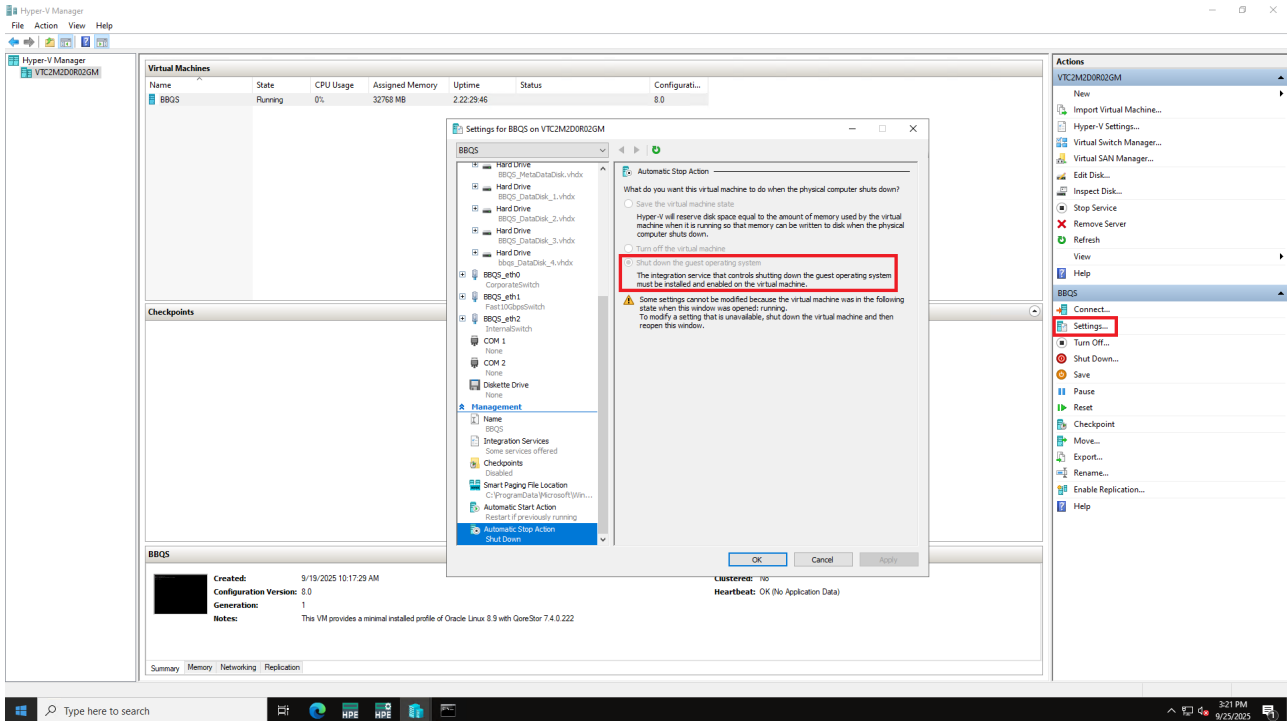 Hyper-V Manager
File Action View Help
Hyper-V Manager
VTC2M2D0R02GM
Virtual Machines
Name State CPU Usage Assigned Memory Uptime Status Configurati...
BBQS Running 0% 32768 MB 2.22:29:46 8.0
Checkpoints
Settings for BBQS on VTC2M2D0R02GM
BBQS
Hard Drive
BBQS_MetaDataDisk.vhdx
Hard Drive
BBQS_DataDisk_1.vhdx
Hard Drive
BBQS_DataDisk_2.vhdx
Hard Drive
BBQS_DataDisk_3.vhdx
Hard Drive
bbqs_DataDisk_4.vhdx
BBQS_eth0
CorporateSwitch
BBQS_eth1
Fast10GbpsSwitch
BBQS_eth2
InternalSwitch
COM 1
None
COM 2
None
Diskette Drive
None
Management
Name
BBQS
Integration Services
Some services offered
Checkpoints
Disabled
Smart Paging File Location
C:\ProgramData\Microsoft\Win...
Automatic Start Action
Restart if previously running
Automatic Stop Action
Shut Down
Automatic Stop Action
What do you want this virtual machine to do when the physical computer shuts down?
Save the virtual machine state
Hyper-V will reserve disk space equal to the amount of memory used by the virtual
machine when it is running so that memory can be written to disk when the physical
computer shuts down.
Turn off the virtual machine
Shut down the guest operating system
The integration service that controls shutting down the guest operating system
must be installed and enabled on the virtual machine.
Some settings cannot be modified because the virtual machine was in the following
state when this window was opened: running.
To modify a setting that is unavailable, shut down the virtual machine and then
reopen this window.
OK Cancel Apply
BBQS
Created: 9/19/2025 10:17:29 AM Clustered: No
Configuration Version: 8.0 Heartbeat: OK (No Application Data)
Generation: 1
Notes: This VM provides a minimal installed profile of Oracle Linux 8.9 with QoreStor 7.4.0.222
Summary Memory Networking Replication
Actions
VTC2M2D0R02GM
New
Import Virtual Machine...
Hyper-V Settings...
Virtual Switch Manager...
Virtual SAN Manager...
Edit Disk...
Inspect Disk...
Stop Service
Remove Server
Refresh
View
Help
BBQS
Connect...
Settings...
Turn Off...
Shut Down...
Save
Pause
Reset
Checkpoint
Move...
Export...
Rename...
Enable Replication...
Help
Type here to search
HPE
HPE
3:21 PM
9/25/2025